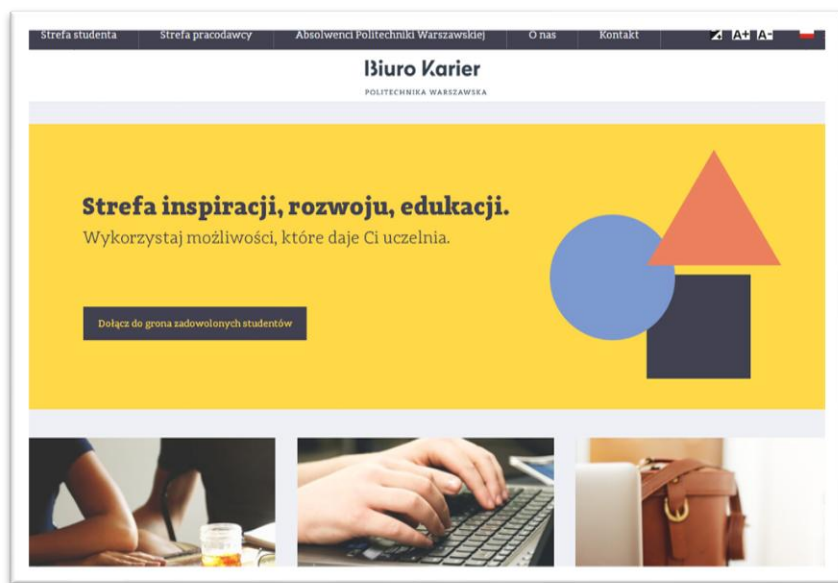 Strefa studenta Strefa pracodawcy Absolwenci Politechniki Warszawskiej O nas Kontakt A+ A-
Biuro Karier
POLITECHNIKA WARSZAWSKA
Strefa inspiracji, rozwoju, edukacji.
Wykorzystaj możliwości, które daje Ci uczelnia.
Dołącz do grona zadowolonych studentów